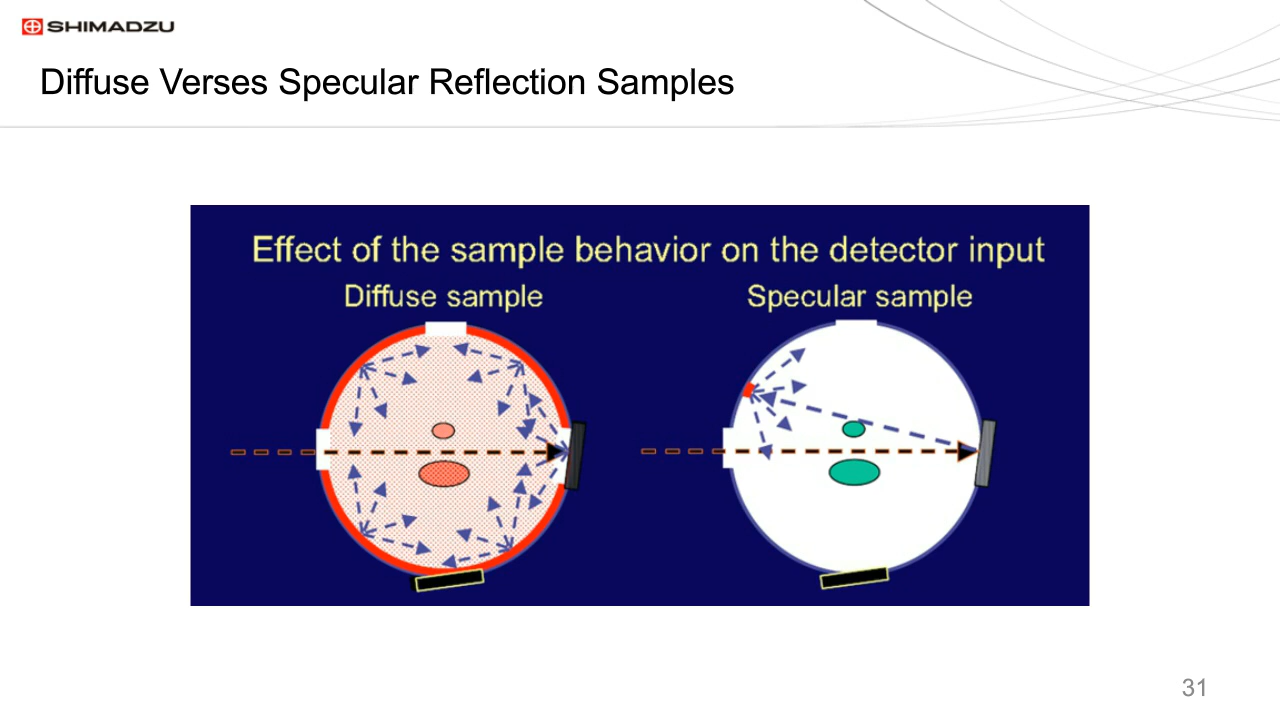 SHIMADZU
Diffuse Verses Specular Reflection Samples
Effect of the sample behavior on the detector input
Diffuse sample
Specular sample
31